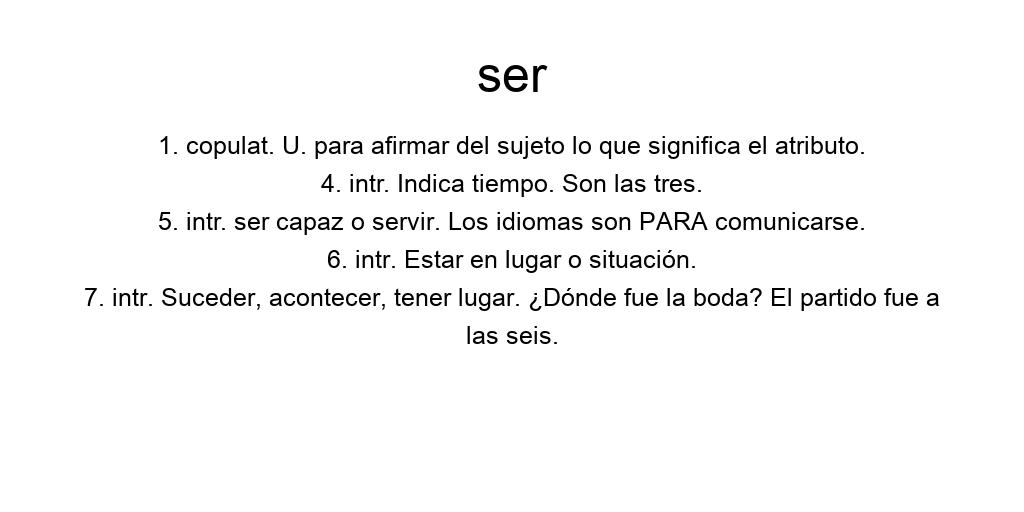 ser
1. copulat. U. para afirmar del sujeto lo que significa el atributo.
4. intr. Indica tiempo. Son las tres.
5. intr. ser capaz o servir. Los idiomas son PARA comunicarse.
6. intr. Estar en lugar o situación.
7. intr. Suceder, acontecer, tener lugar. ¿Dónde fue la boda? El partido fue a
las seis.